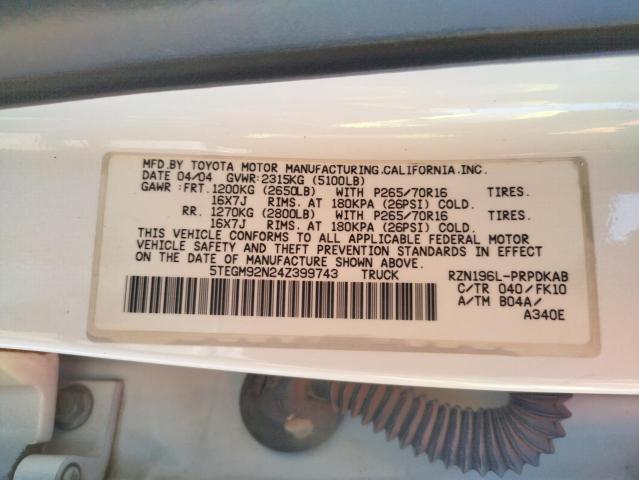 MFD.BY TOYOTA MOTOR MANUFACTURING,CALIFORNIA,INC.
DATE 04/04 GVWR:2315KG (5100LB)
GAWR:FRT.1200KG (2650LB) WITH P265/70R16 TIRES.
16X7J RIMS. AT 180KPA (26PSI) COLD.
RR. 1270KG (2800LB) WITH P265/70R16 TIRES.
16X7J RIMS. AT 180KPA (26PSI) COLD.
THIS VEHICLE CONFORMS TO ALL APPLICABLE FEDERAL MOTOR
VEHICLE SAFETY AND THEFT PREVENTION STANDARDS IN EFFECT
ON THE DATE OF MANUFACTURE SHOWN ABOVE.
5TEGM92N24Z399743 TRUCK RZN196L-PRPDKAB
C/TR 040/FK10
A/TM B04A/
A340E